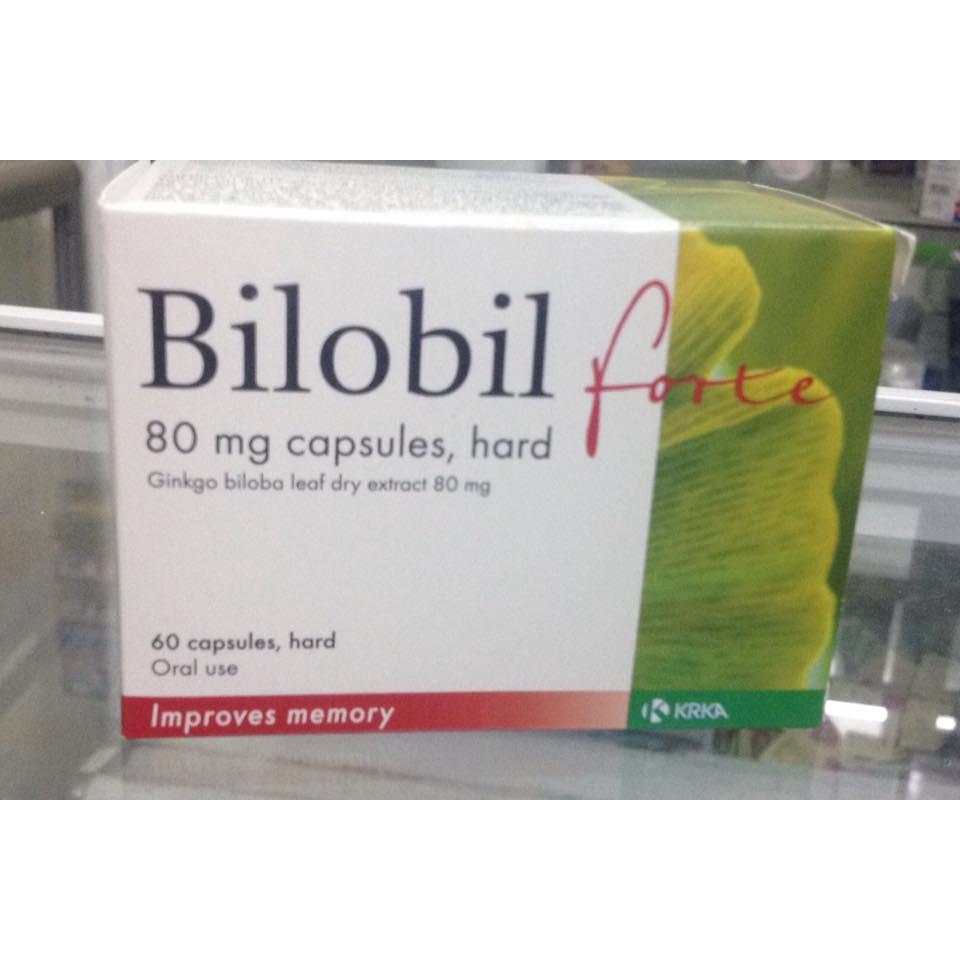 Bilobil forte
80 mg capsules, hard
Ginkgo biloba leaf dry extract 80 mg
60 capsules, hard
Oral use
Improves memory
KRKA